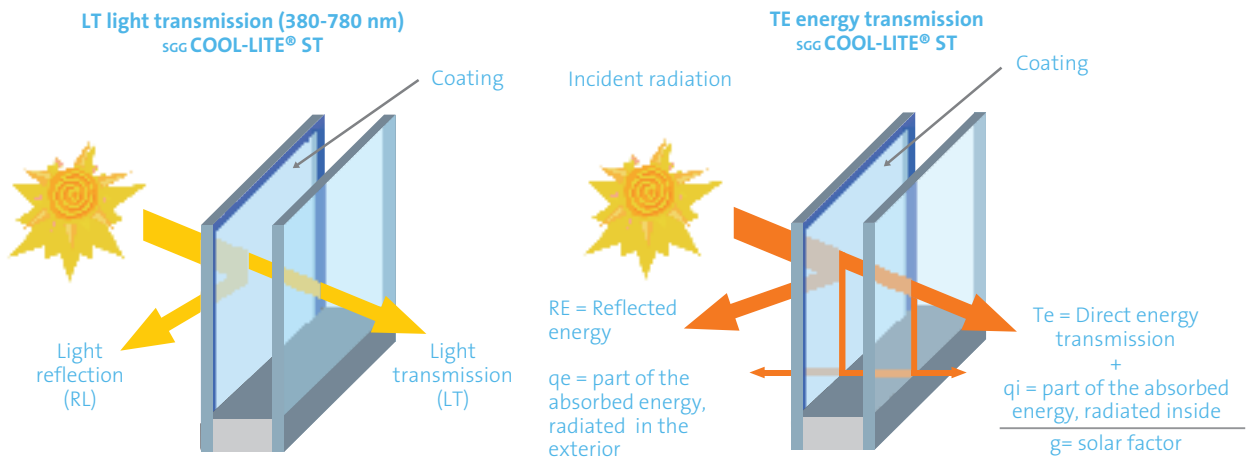 LT light transmission (380-780 nm)
SGG COOL-LITE® ST
Coating
Light
reflection
(RL)
Light
transmission
(LT)
TE energy transmission
SGG COOL-LITE® ST
Incident radiation
Coating
RE = Reflected
energy
qe = part of the
absorbed energy,
radiated in the
exterior
Te = Direct energy
transmission
+
qi = part of the absorbed
energy, radiated inside
g= solar factor